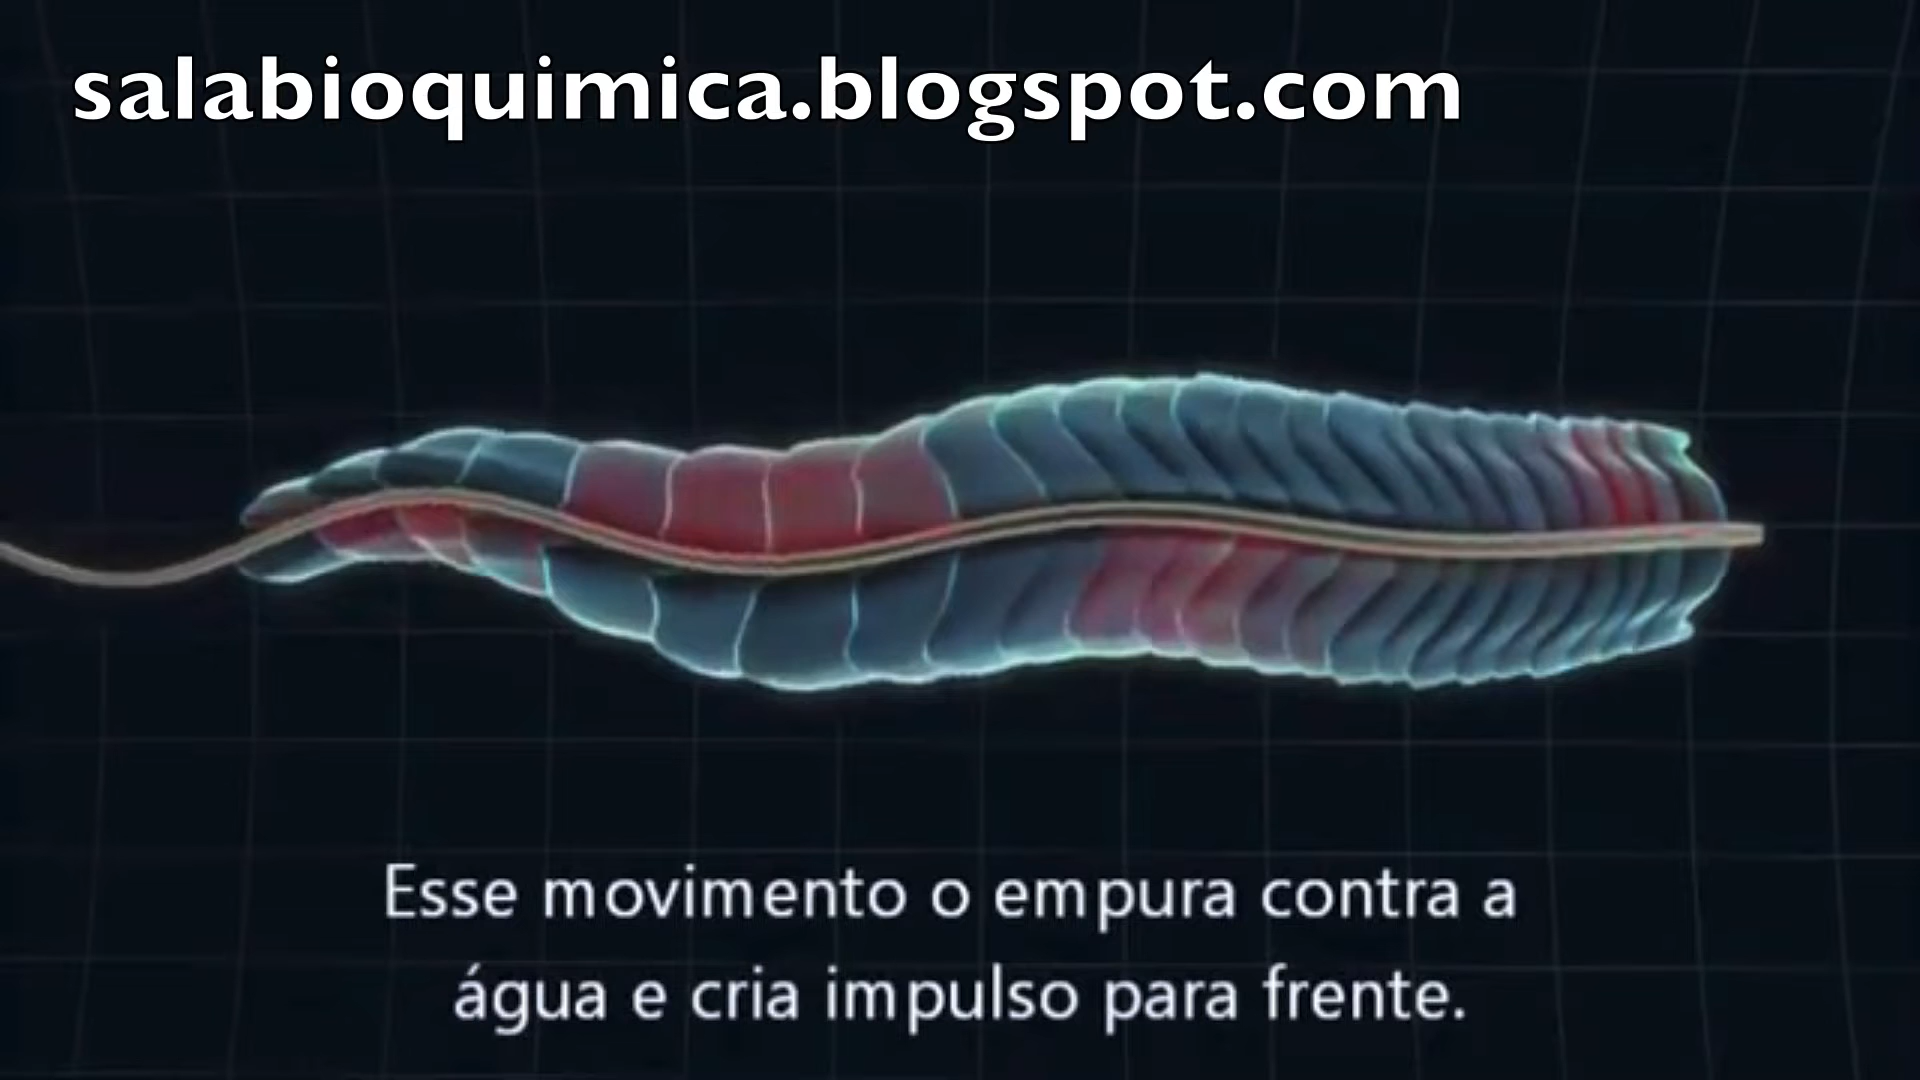 salabioquimica.blogspot.com
Esse movimento o empura contra a
água e cria impulso para frente.